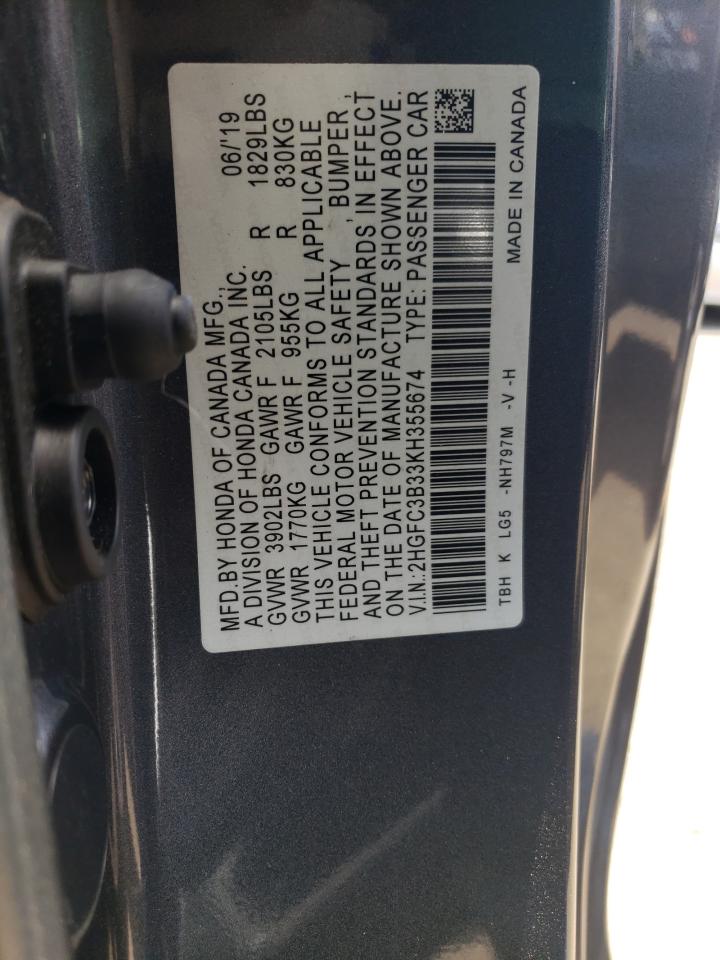 MFD.BY HONDA OF CANADA MFG., 06/'19
A DIVISION OF HONDA CANADA INC.
GVWR 3902LBS GAWR F 2105LBS R 1829LBS
GVWR 1770KG GAWR F 955KG R 830KG
THIS VEHICLE CONFORMS TO ALL APPLICABLE
FEDERAL MOTOR VEHICLE SAFETY , BUMPER ,
AND THEFT PREVENTION STANDARDS IN EFFECT
ON THE DATE OF MANUFACTURE SHOWN ABOVE.
V.I.N.:2HGFC3B33KH355674 TYPE: PASSENGER CAR
TBH K LG5 -NH797M -V -H MADE IN CANADA